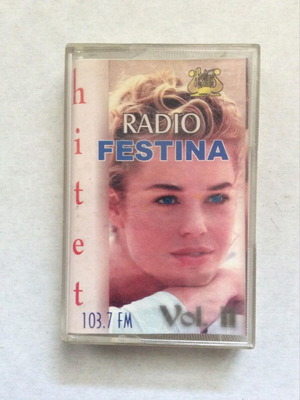 hitet
RADIO
FESTINA
103.7 FM
Vol. II